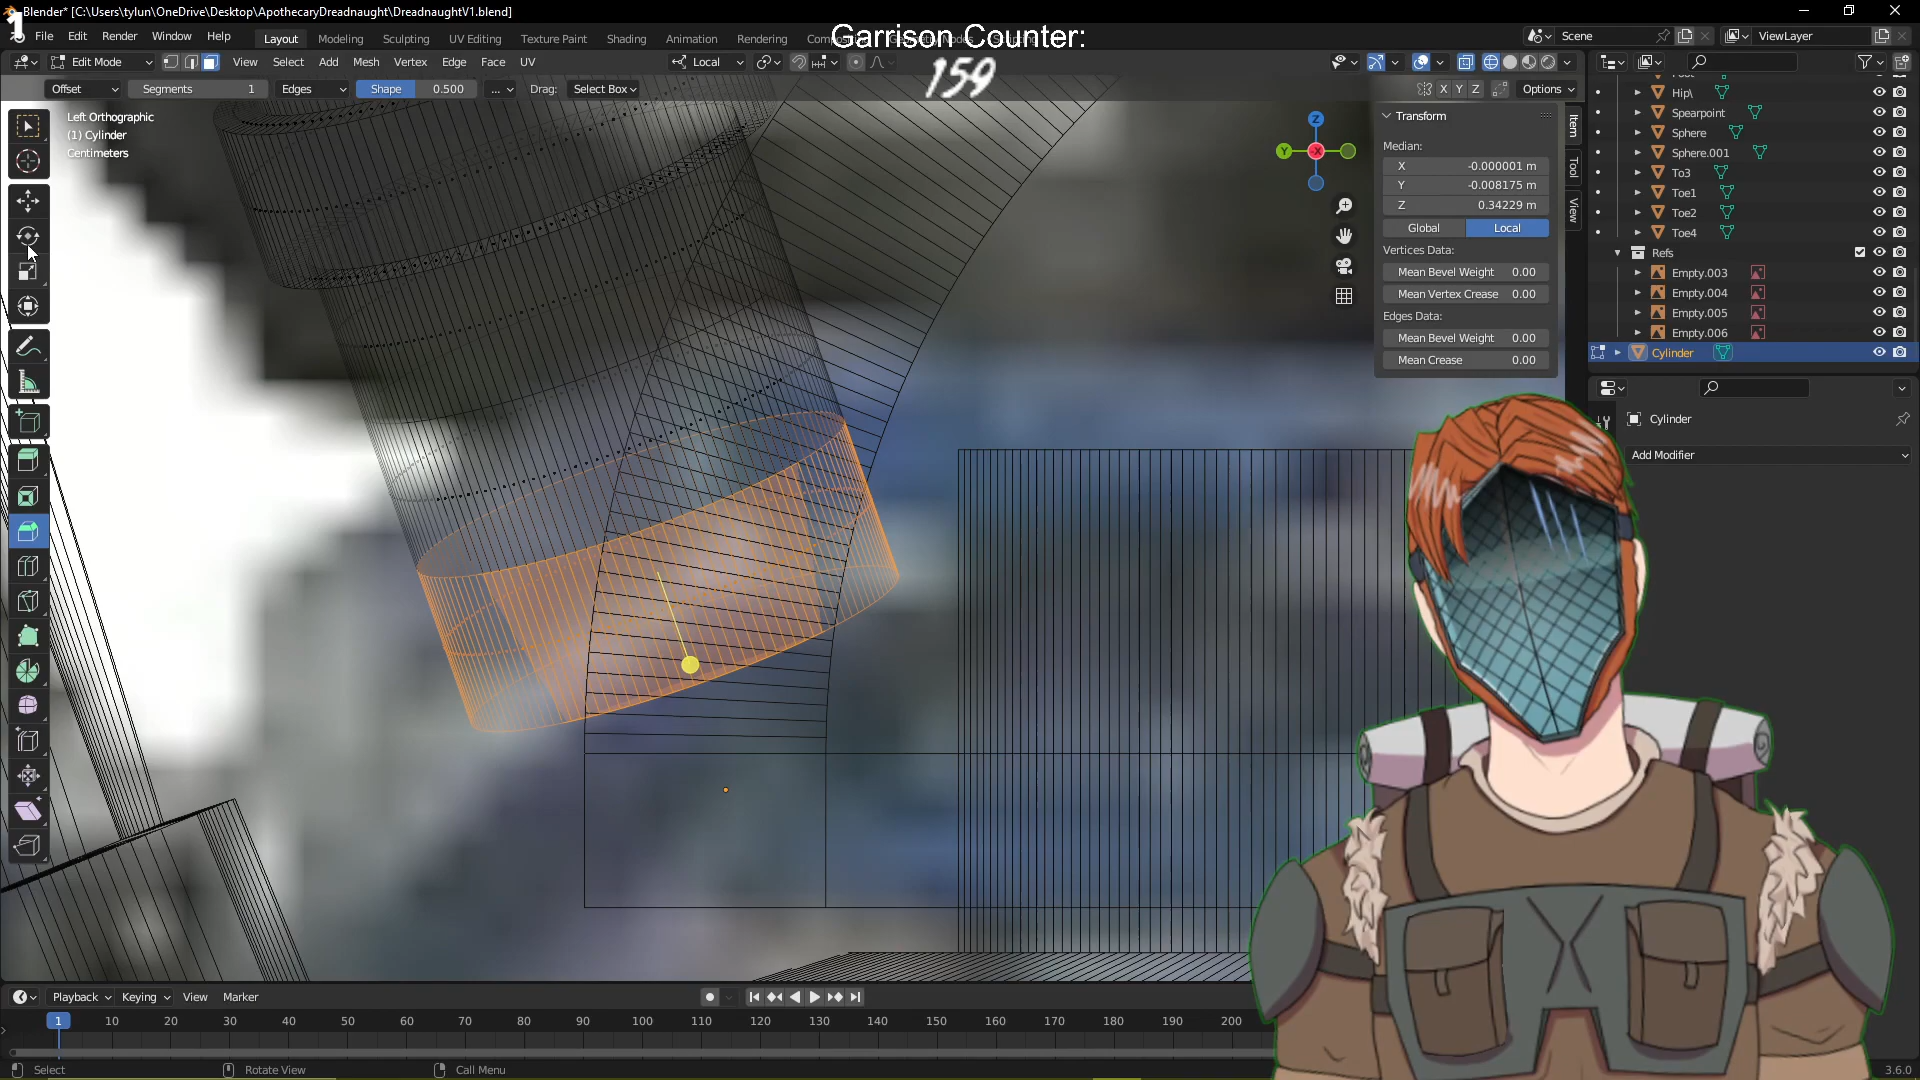 1
Blender* [C:\Users\tylun\OneDrive\Desktop\ApothecaryDreadnaught\DreadnaughtV1.blend]
File Edit Render Window Help Layout Modeling Sculpting UV Editing Texture Paint Shading Animation Rendering Scene ViewLayer
Garrison Counter:
159
Edit Mode View Select Add Mesh Vertex Edge Face UV Local
Offset Segments 1 Edges Shape 0.500 ... Drag: Select Box X Y Z Options
Left Orthographic
(1) Cylinder
Centimeters
Z
Y
X
Transform
Median:
X -0.000001 m
Y -0.008175 m
Z 0.34229 m
Global Local
Vertices Data:
Mean Bevel Weight 0.00
Mean Vertex Crease 0.00
Edges Data:
Mean Bevel Weight 0.00
Mean Crease 0.00
Item
Tool
View
Hip\
Spearpoint
Sphere
Sphere.001
To3
Toe1
Toe2
Toe4
Refs
Empty.003
Empty.004
Empty.005
Empty.006
Cylinder
Cylinder
Add Modifier
Playback Keying View Marker
1 10 20 30 40 50 60 70 80 90 100 110 120 130 140 150 160 170 180 190 200
Select Rotate View Call Menu 3.6.0